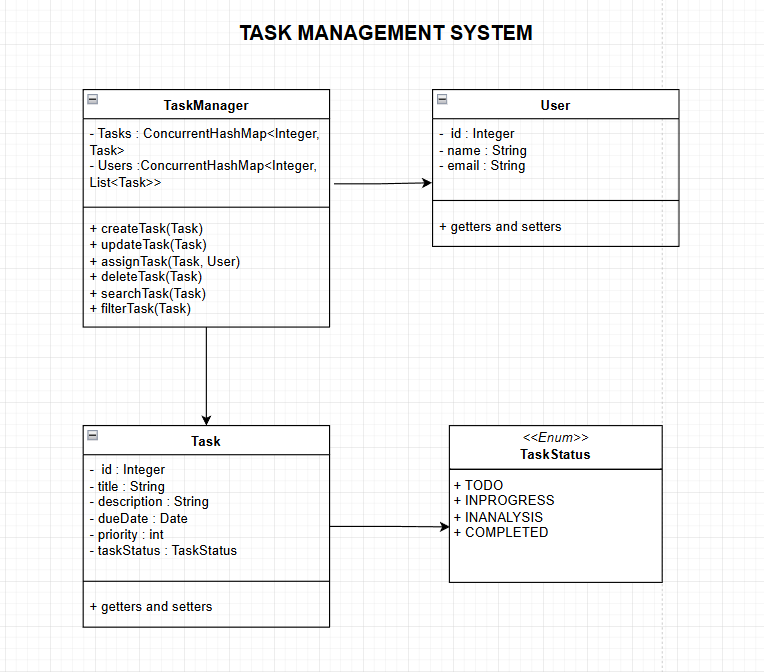 TASK MANAGEMENT SYSTEM
TaskManager
- Tasks : ConcurrentHashMap<Integer,
Task>
- Users :ConcurrentHashMap<Integer,
List<Task>>
+ createTask(Task)
+ updateTask(Task)
+ assignTask(Task, User)
+ deleteTask(Task)
+ searchTask(Task)
+ filterTask(Task)
User
- id : Integer
- name : String
- email : String
+ getters and setters
Task
- id : Integer
- title : String
- description : String
- dueDate : Date
- priority : int
- taskStatus : TaskStatus
+ getters and setters
<<Enum>>
TaskStatus
+ TODO
+ INPROGRESS
+ INANALYSIS
+ COMPLETED